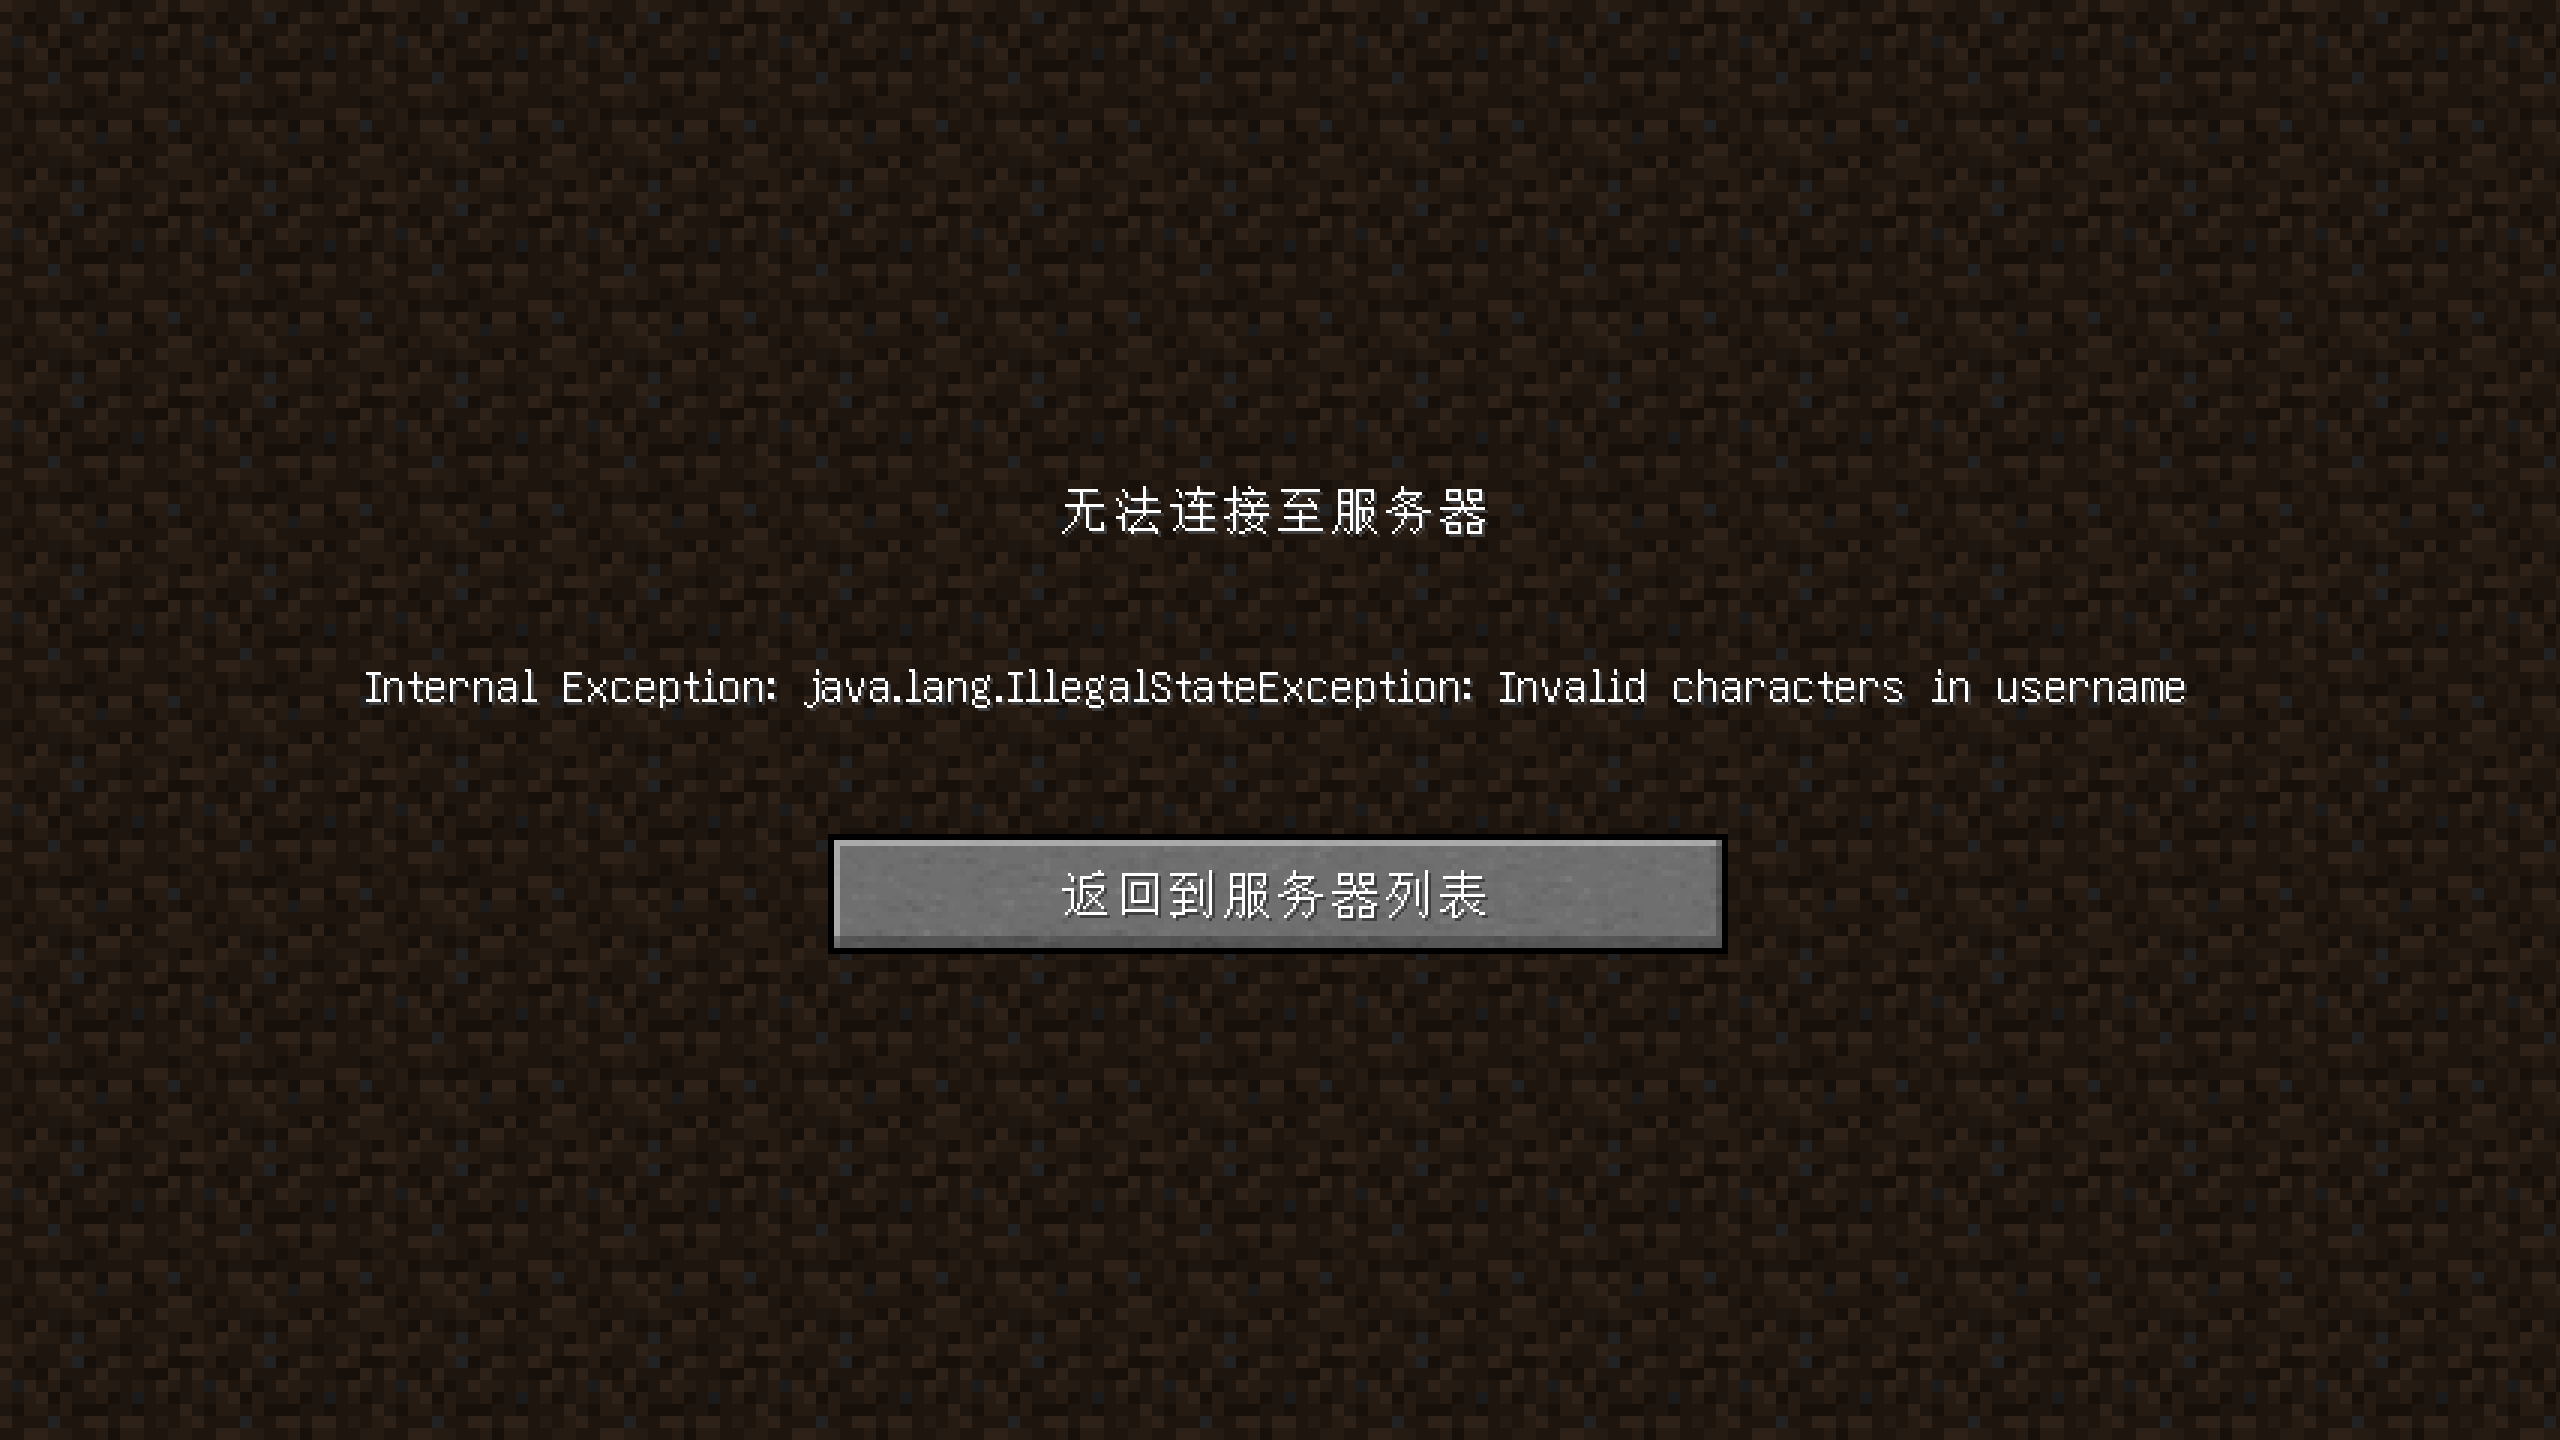 无法连接至服务器
Internal Exception: java.lang.IllegalStateException: Invalid characters in username
返回到服务器列表